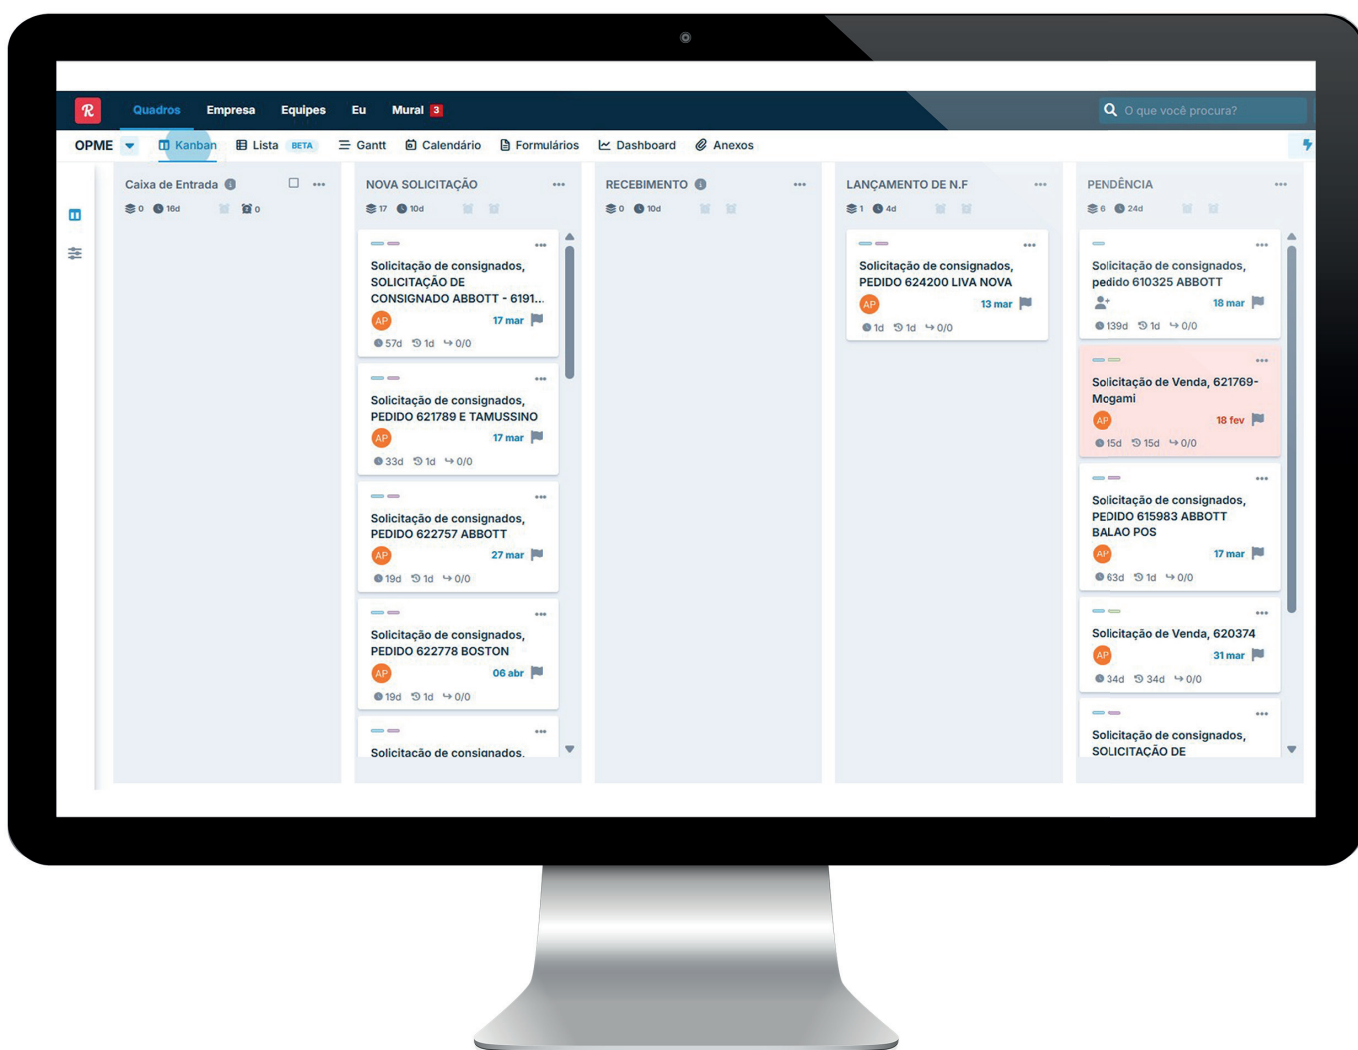 R Quadros Empresa Equipes Eu Mural 3 O que você procura?
OPME Kanban Lista BETA Gantt Calendário Formulários Dashboard Anexos
Caixa de Entrada
0 16d 0
NOVA SOLICITAÇÃO
17 10d
Solicitação de consignados,
SOLICITAÇÃO DE
CONSIGNADO ABBOTT - 6191...
AP 17 mar
57d 1d 0/0
Solicitação de consignados,
PEDIDO 621789 E TAMUSSINO
AP 17 mar
33d 1d 0/0
Solicitação de consignados,
PEDIDO 622757 ABBOTT
AP 27 mar
19d 1d 0/0
Solicitação de consignados,
PEDIDO 622778 BOSTON
AP 06 abr
19d 1d 0/0
Solicitação de consignados,
RECEBIMENTO
0 10d
LANÇAMENTO DE N.F
1 4d
Solicitação de consignados,
PEDIDO 624200 LIVA NOVA
AP 13 mar
1d 1d 0/0
PENDÊNCIA
6 24d
Solicitação de consignados,
pedido 610325 ABBOTT
18 mar
139d 1d 0/0
Solicitação de Venda, 621769-
Mogami
AP 18 fev
15d 15d 0/0
Solicitação de consignados,
PEDIDO 615983 ABBOTT
BALAO POS
AP 17 mar
63d 1d 0/0
Solicitação de Venda, 620374
AP 31 mar
34d 34d 0/0
Solicitação de consignados,
SOLICITAÇÃO DE